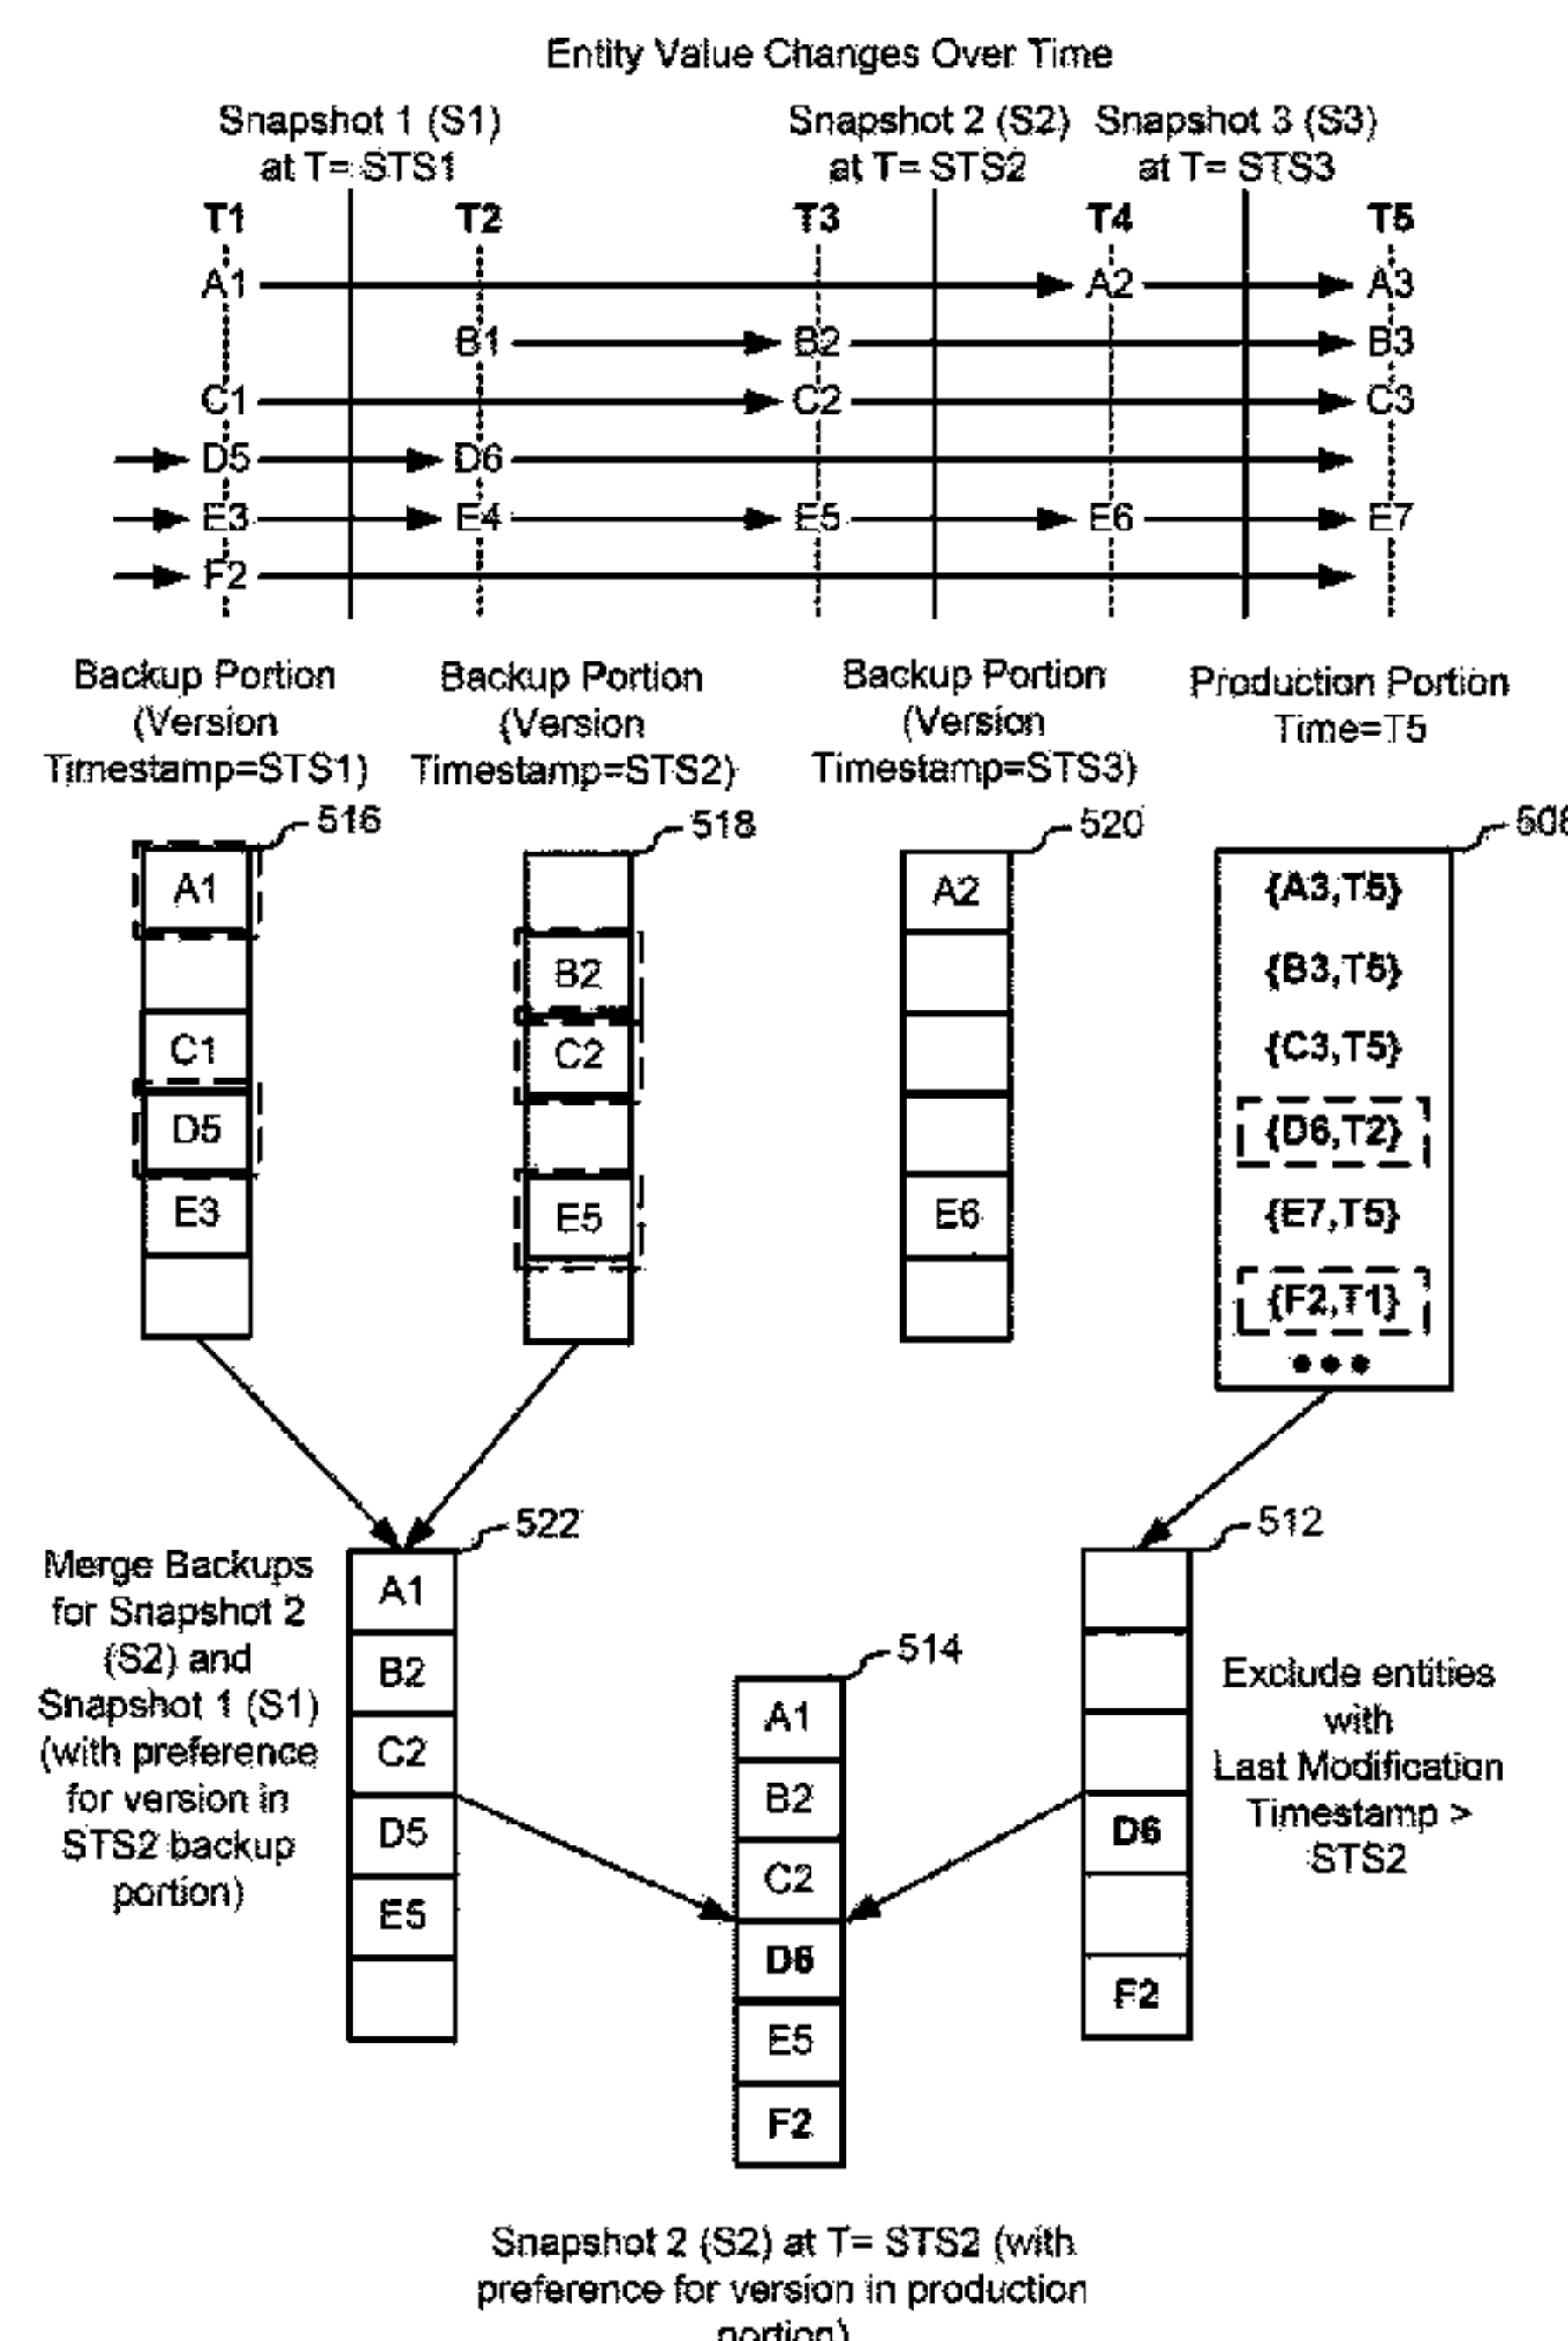 Entity Value Changes Over Time
Snapshot 1 (S1)
at T= STS1
Snapshot 2 (S2)
at T= STS2
Snapshot 3 (S3)
at T= STS3
T1 T2 T3 T4 T5
A1 A2 A3
B1 B2 B3
C1 C2 C3
D5 D6
E3 E4 E5 E6 E7
F2
Backup Portion
(Version
Timestamp=STS1)
Backup Portion
(Version
Timestamp=STS2)
Backup Portion
(Version
Timestamp=STS3)
Production Portion
Time=T5
516
A1
C1
D5
E3
518
B2
C2
E5
520
A2
E6
508
{A3,T5}
{B3,T5}
{C3,T5}
{D6,T2}
{E7,T5}
{F2,T1}
Merge Backups
for Snapshot 2
(S2) and
Snapshot 1 (S1)
(with preference
for version in
STS2 backup
portion)
522
A1
B2
C2
D5
E5
514
A1
B2
C2
D6
E5
F2
512
D6
F2
Exclude entities
with
Last Modification
Timestamp >
STS2
Snapshot 2 (S2) at T= STS2 (with
preference for version in production
portion)